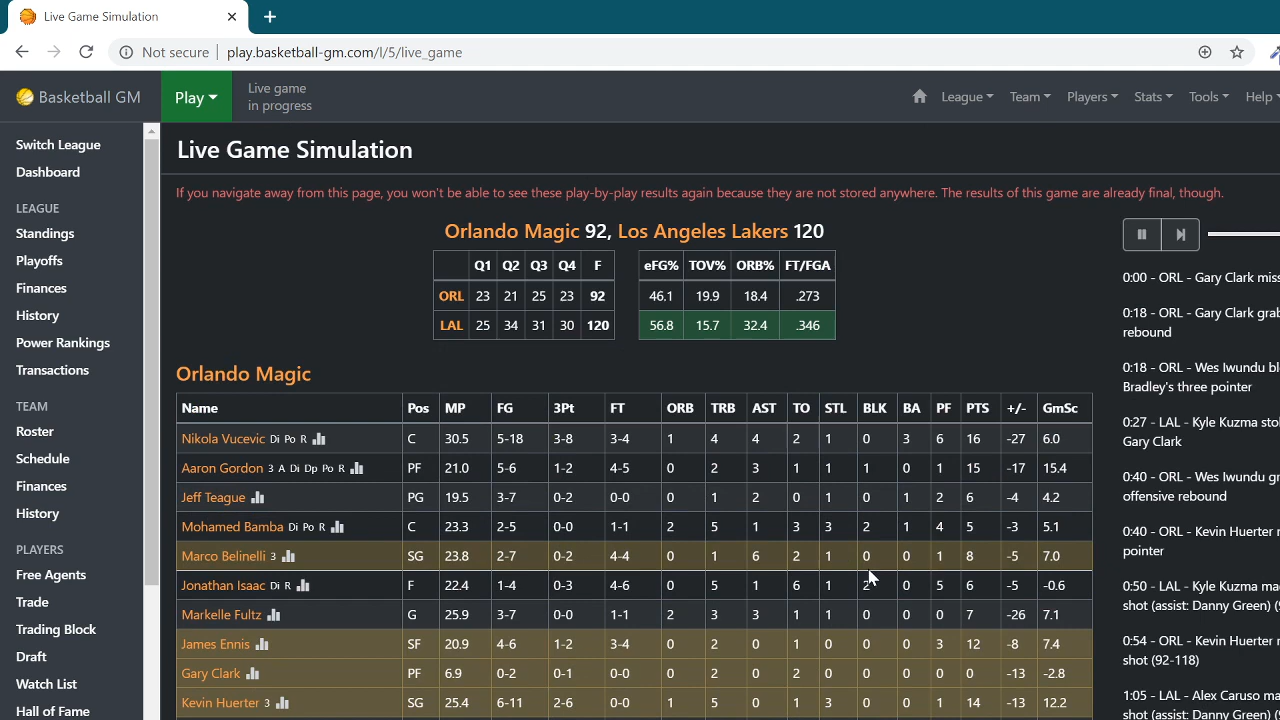 Live Game Simulation
Not secure play.basketball-gm.com/l/5/live_game
Basketball GM Play Live game in progress League Team Players Stats Tools Help
Switch League
Dashboard
LEAGUE
Standings
Playoffs
Finances
History
Power Rankings
Transactions
TEAM
Roster
Schedule
Finances
History
PLAYERS
Free Agents
Trade
Trading Block
Draft
Watch List
Hall of Fame
Live Game Simulation
If you navigate away from this page, you won't be able to see these play-by-play results again because they are not stored anywhere. The results of this game are already final, though.
Orlando Magic 92, Los Angeles Lakers 120
Q1 Q2 Q3 Q4 F
ORL 23 21 25 23 92
LAL 25 34 31 30 120
eFG% TOV% ORB% FT/FGA
46.1 19.9 18.4 .273
56.8 15.7 32.4 .346
Orlando Magic
Name Pos MP FG 3Pt FT ORB TRB AST TO STL BLK BA PF PTS +/- GmSc
Nikola Vucevic Di Po R C 30.5 5-18 3-8 3-4 1 4 4 2 1 0 3 6 16 -27 6.0
Aaron Gordon 3 A Di Dp Po R PF 21.0 5-6 1-2 4-5 0 2 3 1 1 1 0 1 15 -17 15.4
Jeff Teague PG 19.5 3-7 0-2 0-0 0 1 2 0 1 0 1 1 6 -4 4.2
Mohamed Bamba Di Po R C 23.3 2-5 0-0 1-1 2 5 1 3 3 2 1 4 5 -3 5.1
Marco Belinelli 3 SG 23.8 2-7 0-2 4-4 0 1 6 2 1 0 0 1 8 -5 7.0
Jonathan Isaac Di R F 22.4 1-4 0-3 4-6 0 5 1 6 1 2 0 5 6 -5 -0.6
Markelle Fultz G 25.9 3-7 0-0 1-1 2 3 3 1 1 0 0 0 7 -26 7.1
James Ennis SF 20.9 4-6 1-2 3-4 0 2 0 1 0 0 0 3 12 -8 7.4
Gary Clark PF 6.9 0-2 0-1 0-0 0 2 0 2 0 0 0 0 0 -13 -2.8
Kevin Huerter 3 SG 25.4 6-11 2-6 0-0 1 5 0 1 3 0 0 1 14 -13 12.2
0:00 - ORL - Gary Clark miss
0:18 - ORL - Gary Clark grab
rebound
0:18 - ORL - Wes Iwundu bl
Bradley's three pointer
0:27 - LAL - Kyle Kuzma stol
Gary Clark
0:40 - ORL - Wes Iwundu gr
offensive rebound
0:40 - ORL - Kevin Huerter m
pointer
0:50 - LAL - Kyle Kuzma mad
shot (assist: Danny Green) (9
0:54 - ORL - Kevin Huerter m
shot (92-118)
1:05 - LAL - Alex Caruso ma
shot (assist: Danny Green) (9